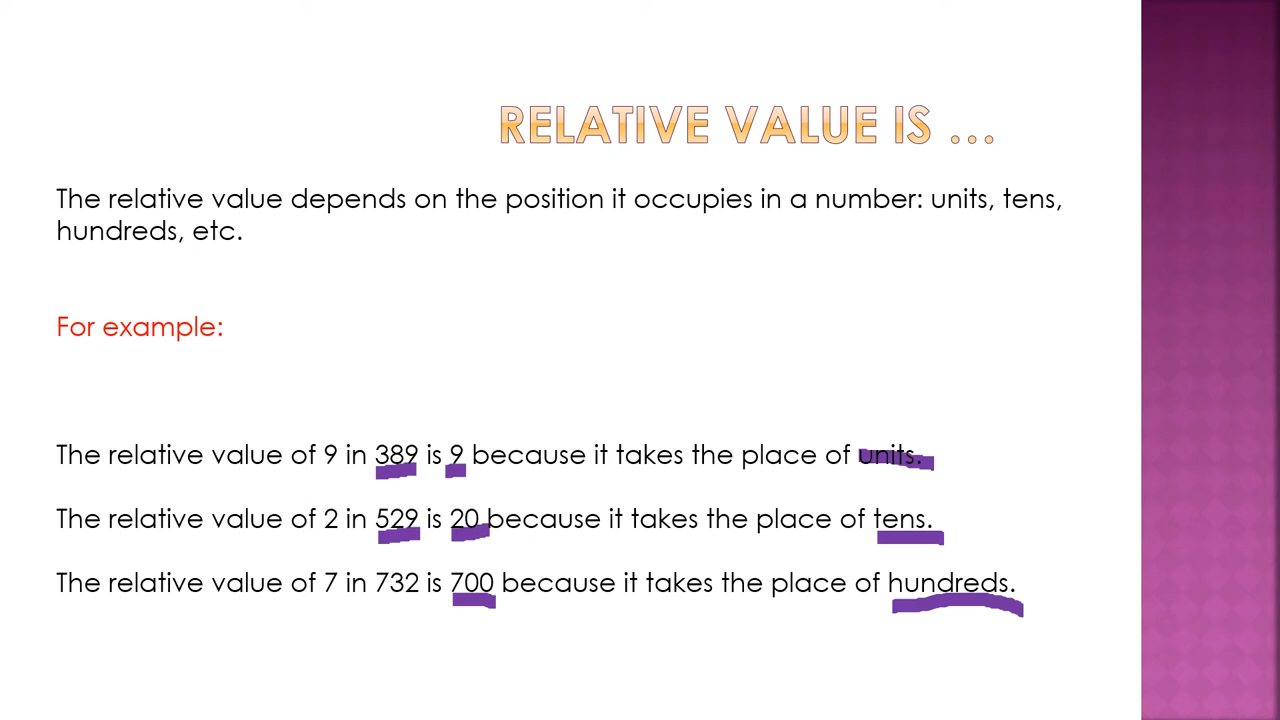 RELATIVE VALUE IS ...
The relative value depends on the position it occupies in a number: units, tens,
hundreds, etc.
For example:
The relative value of 9 in 389 is 9 because it takes the place of units.
The relative value of 2 in 529 is 20 because it takes the place of tens.
The relative value of 7 in 732 is 700 because it takes the place of hundreds.